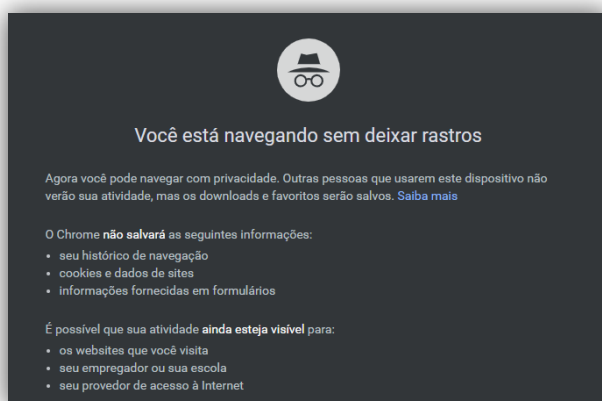 Você está navegando sem deixar rastros
Agora você pode navegar com privacidade. Outras pessoas que usarem este dispositivo não
verão sua atividade, mas os downloads e favoritos serão salvos. Saiba mais
O Chrome não salvará as seguintes informações:
• seu histórico de navegação
• cookies e dados de sites
• informações fornecidas em formulários
É possível que sua atividade ainda esteja visível para:
• os websites que você visita
• seu empregador ou sua escola
• seu provedor de acesso à Internet